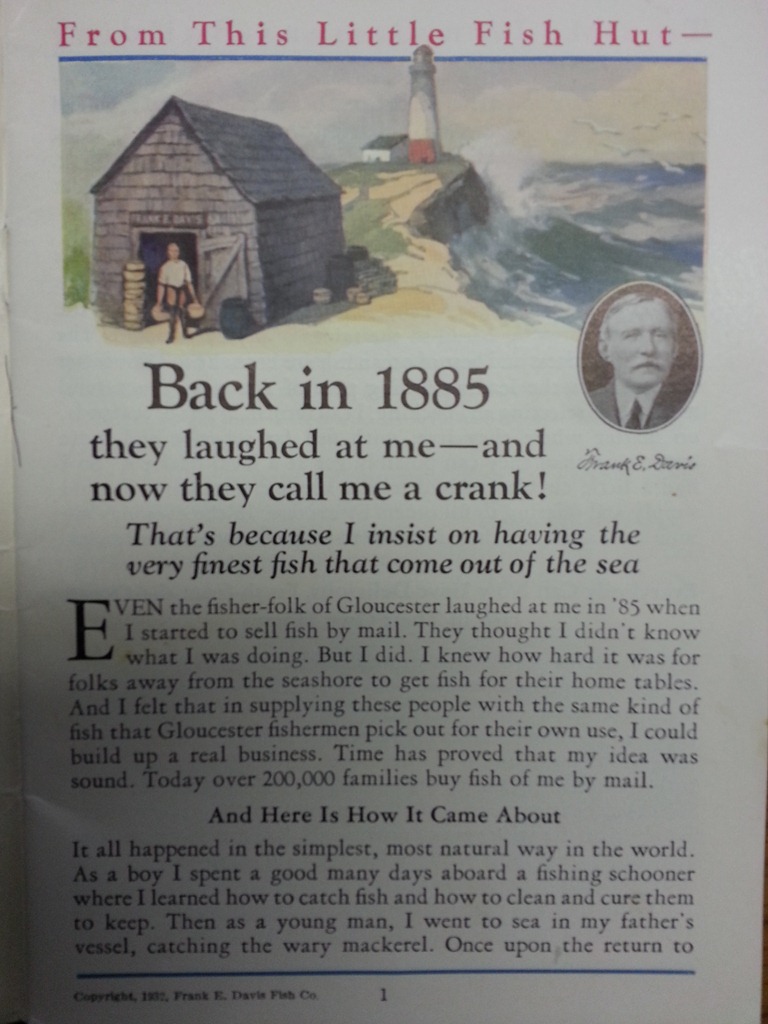 From This Little Fish Hut—
FRANK E. DAVIS
Back in 1885
they laughed at me—and
now they call me a crank!
Frank E. Davis
That's because I insist on having the
very finest fish that come out of the sea
EVEN the fisher-folk of Gloucester laughed at me in '85 when
I started to sell fish by mail. They thought I didn't know
what I was doing. But I did. I knew how hard it was for
folks away from the seashore to get fish for their home tables.
And I felt that in supplying these people with the same kind of
fish that Gloucester fishermen pick out for their own use, I could
build up a real business. Time has proved that my idea was
sound. Today over 200,000 families buy fish of me by mail.
And Here Is How It Came About
It all happened in the simplest, most natural way in the world.
As a boy I spent a good many days aboard a fishing schooner
where I learned how to catch fish and how to clean and cure them
to keep. Then as a young man, I went to sea in my father's
vessel, catching the wary mackerel. Once upon the return to
Copyright, 1932, Frank E. Davis Fish Co.
1